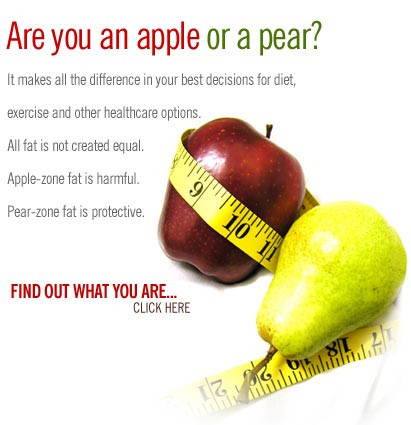 Are you an apple or a pear?
It makes all the difference in your best decisions for diet,
exercise and other healthcare options.
All fat is not created equal.
Apple-zone fat is harmful.
Pear-zone fat is protective.
9
10
11
FIND OUT WHAT YOU ARE...
CLICK HERE
17
18
20
21